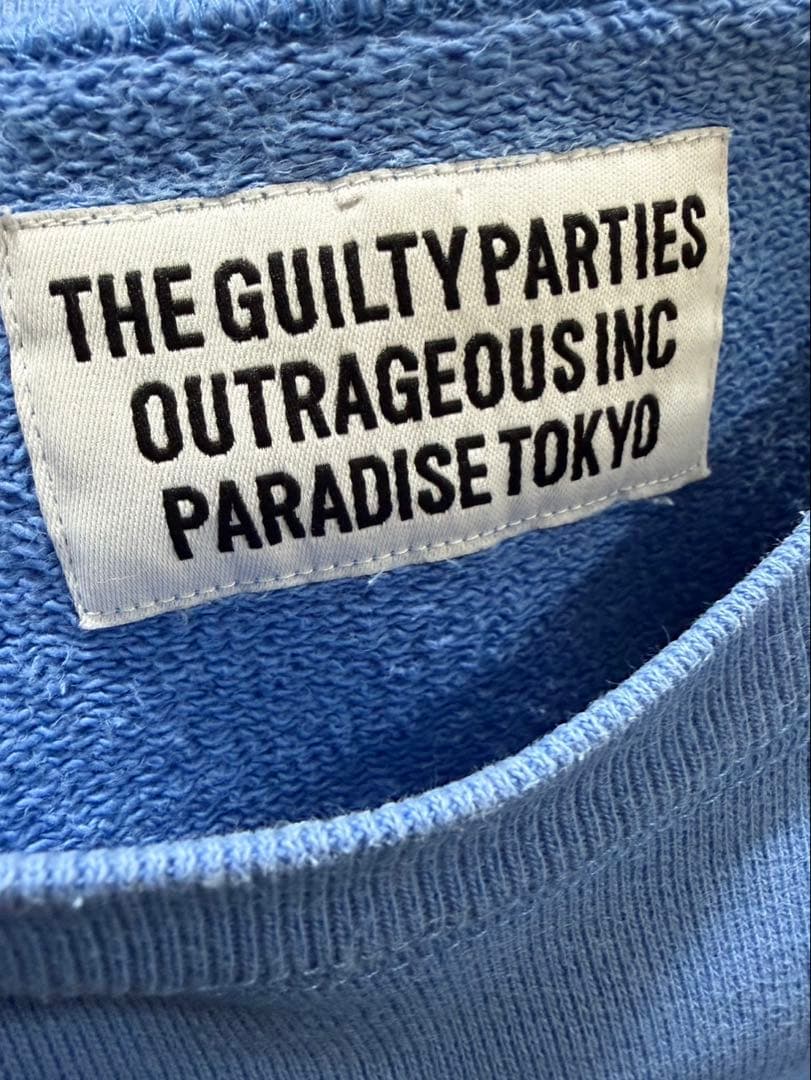 THE GUILTY PARTIES
OUTRAGEOUS INC
PARADISE TOKYO